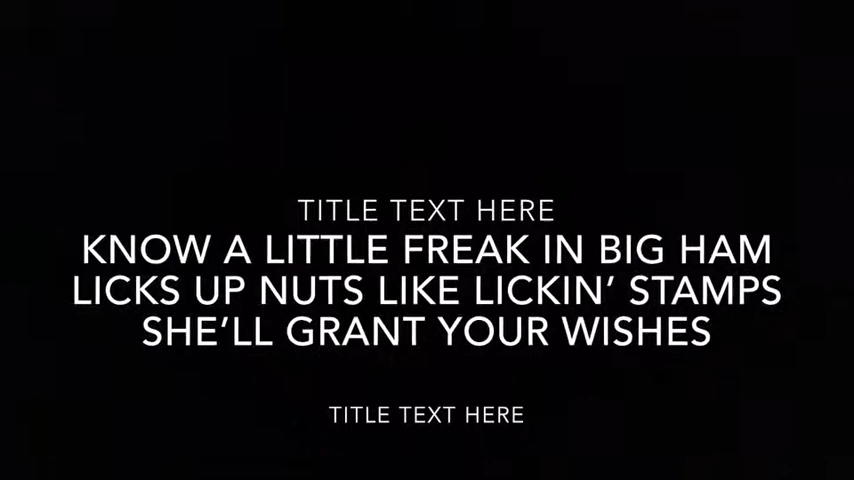 TITLE TEXT HERE
KNOW A LITTLE FREAK IN BIG HAM
LICKS UP NUTS LIKE LICKIN’ STAMPS
SHE’LL GRANT YOUR WISHES
TITLE TEXT HERE